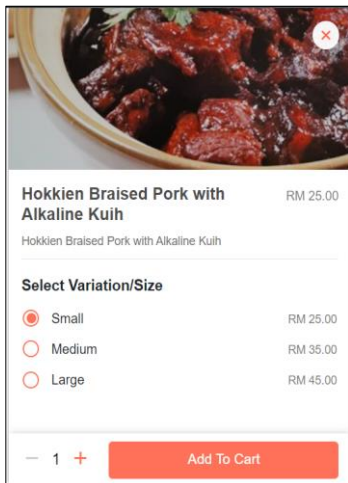 Hokkien Braised Pork with
Alkaline Kuih
RM 25.00
Hokkien Braised Pork with Alkaline Kuih
Select Variation/Size
Small RM 25.00
Medium RM 35.00
Large RM 45.00
1
Add To Cart